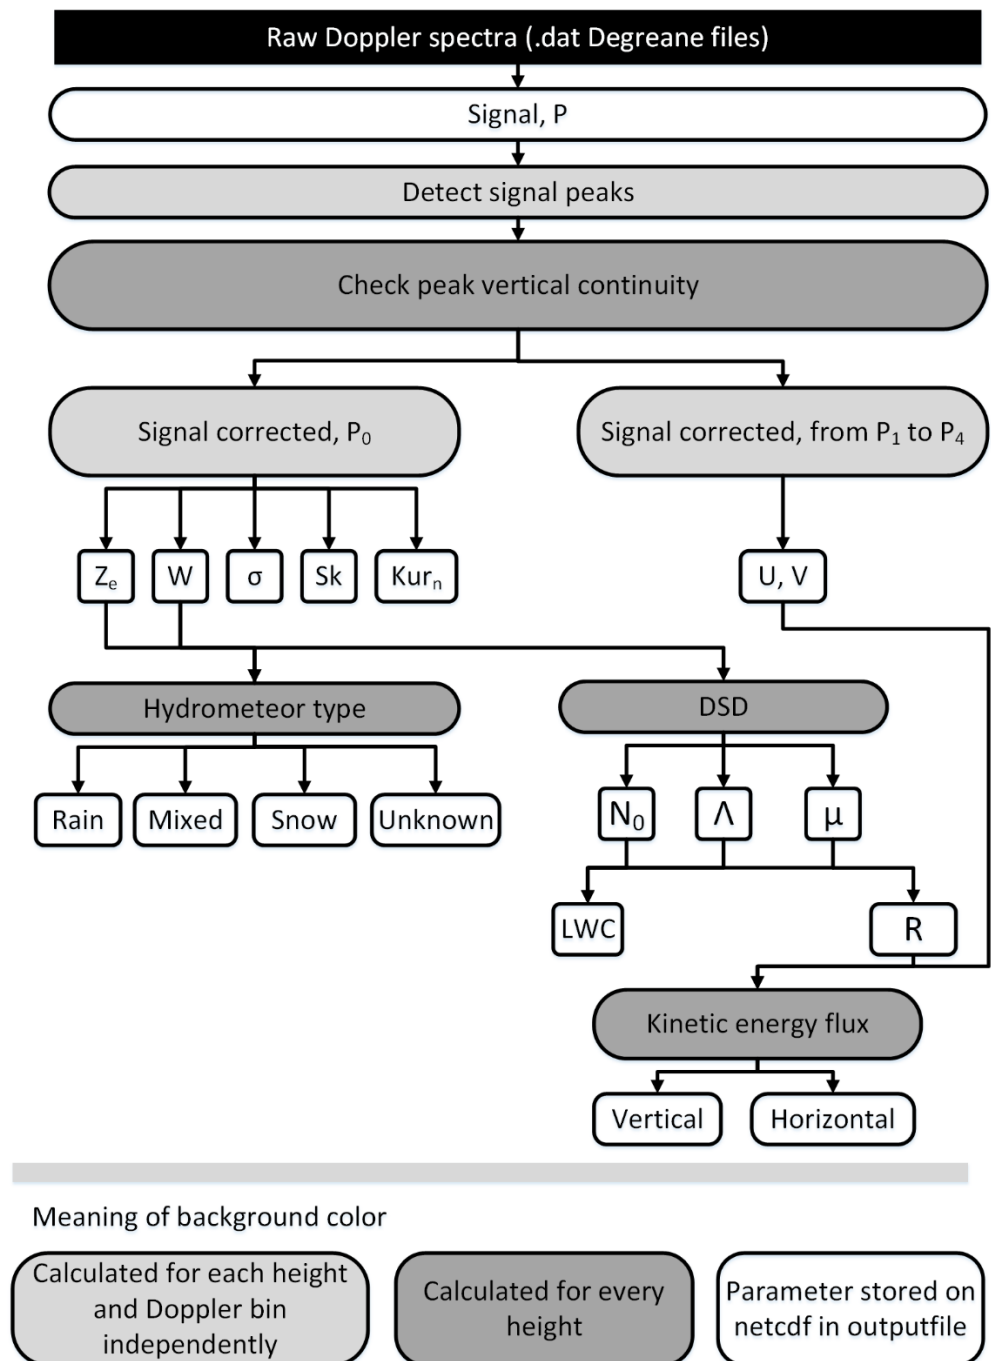 Raw Doppler spectra (.dat Degreane files)
Signal, P
Detect signal peaks
Check peak vertical continuity
Signal corrected, P₀
Signal corrected, from P₁ to P₄
Zₑ
W
σ
Sk
Kurₙ
U, V
Hydrometeor type
DSD
Rain
Mixed
Snow
Unknown
N₀
Λ
μ
LWC
R
Kinetic energy flux
Vertical
Horizontal
Meaning of background color
Calculated for each height
and Doppler bin
independently
Calculated for every
height
Parameter stored on
netcdf in outputfile